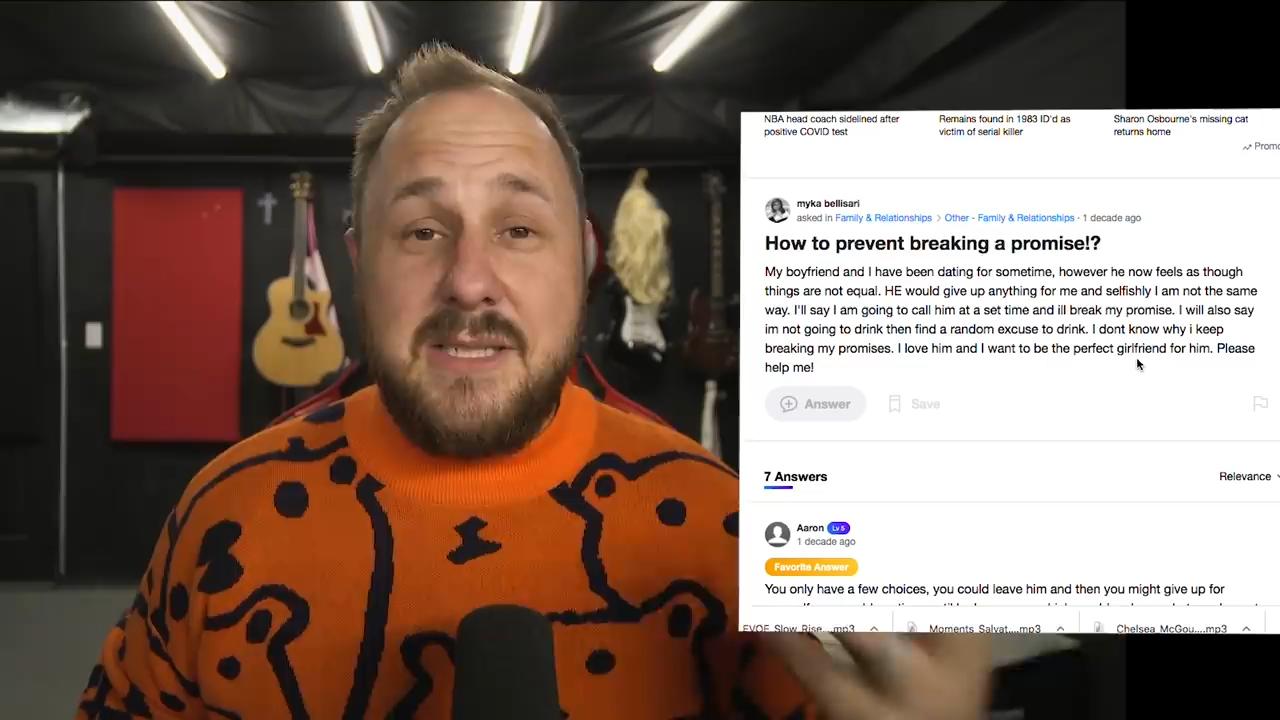 NBA head coach sidelined after
positive COVID test
Remains found in 1983 ID'd as
victim of serial killer
Sharon Osbourne's missing cat
returns home
myka bellisari
asked in Family & Relationships > Other - Family & Relationships · 1 decade ago
How to prevent breaking a promise!?
My boyfriend and I have been dating for sometime, however he now feels as though
things are not equal. HE would give up anything for me and selfishly I am not the same
way. I'll say I am going to call him at a set time and ill break my promise. I will also say
im not going to drink then find a random excuse to drink. I dont know why i keep
breaking my promises. I love him and I want to be the perfect girlfriend for him. Please
help me!
Answer
Save
7 Answers
Relevance
Aaron Lv 5
1 decade ago
Favorite Answer
You only have a few choices, you could leave him and then you might give up for
Moments_Salvat....mp3
Chelsea_McGou....mp3